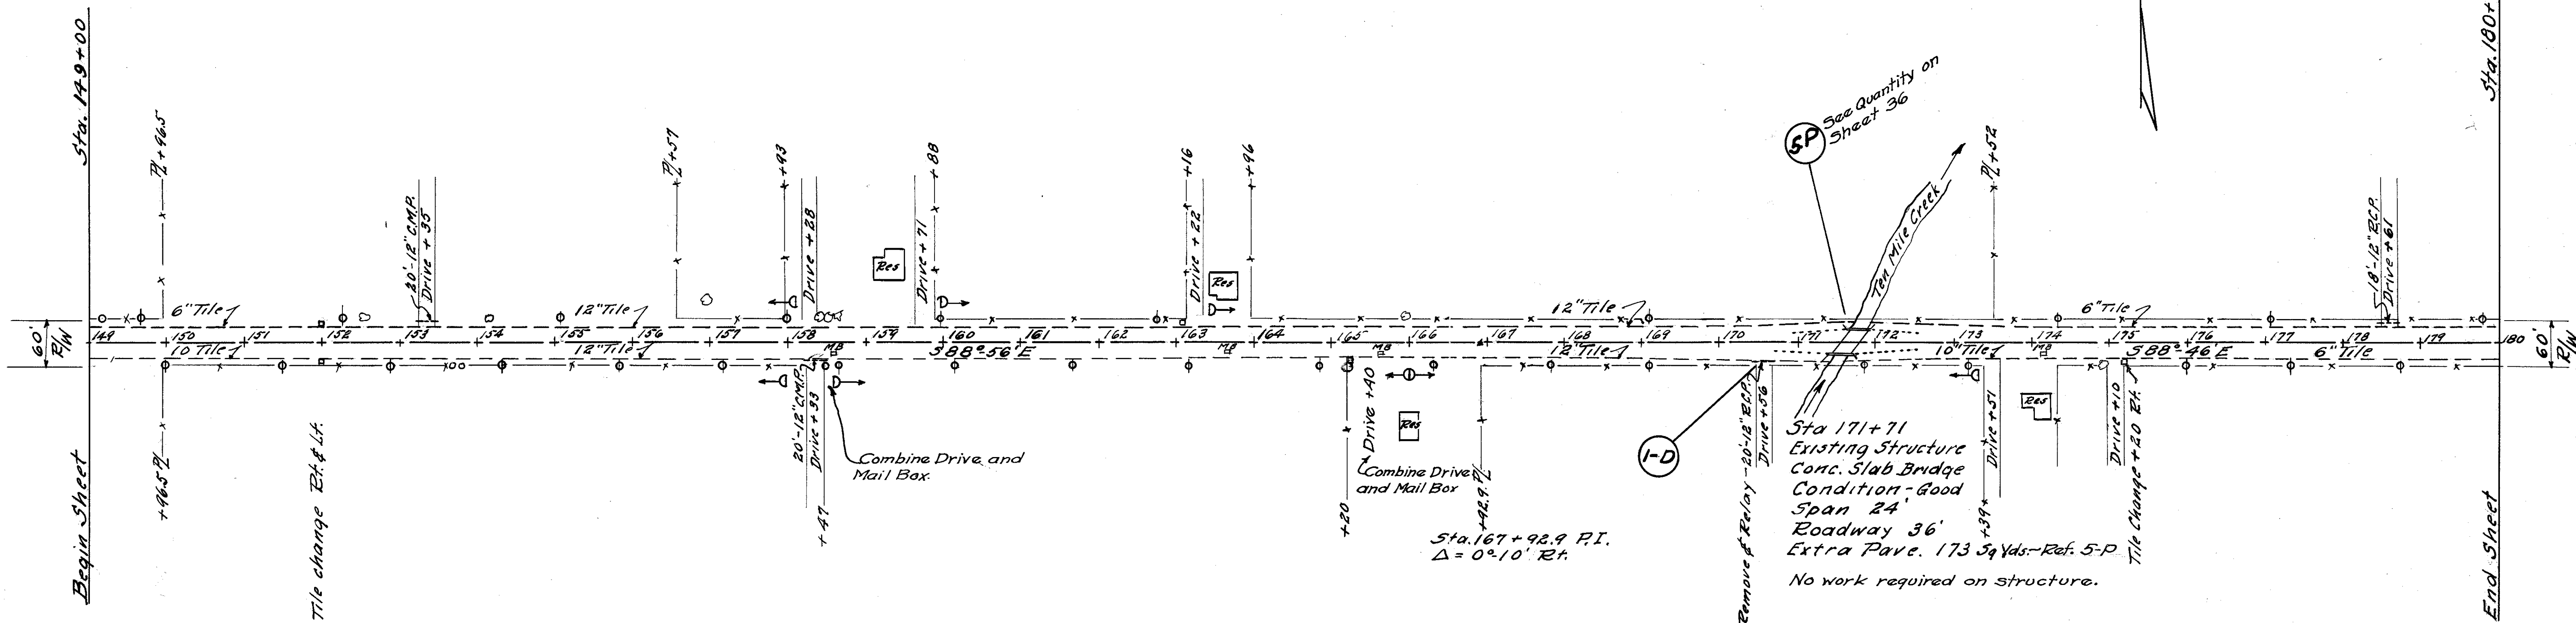 Sta. 149+00
Begin Sheet
60'
R/W
P/L +96.5
20'-12" C.M.P.
Drive +35
P/L +57
+93
Drive +28
Drive +71
+88
+16
Drive +22
+96
5P
See Quantity on
Sheet 36
Ten Mile Creek
P/L +52
18'-12" R.C.P.
Drive +61
Sta. 180+
Res
Res
6" Tile
12" Tile
12" Tile
6" Tile
149 150 151 152 153 154 155 156 157 158 159 160 161 162 163 164 165 166 167 168 169 170 171 172 173 174 175 176 177 178 179 180
10 Tile
12" Tile
MB
S 88°-56' E
MB
MB
12" Tile
10" Tile
MB
S 88°-46' E
6" Tile
60'
R/W
+96.5 P/L
Tile change Rt. & Lt.
20'-12" C.M.P.
Drive +33
+47
Combine Drive and
Mail Box.
+20
Drive +40
Res
Combine Drive
and Mail Box
+92.9 P/L
Sta. 167+92.9 P.I.
Δ = 0°-10' Rt.
1-D
Remove & Relay-20'-12" R.C.P.
Drive +56
Sta 171+71
Existing Structure
Conc. Slab Bridge
Condition-Good
Span 24'
Roadway 36'
Extra Pave. 173 Sq Yds-Ref. 5-P
No work required on structure.
+39
Drive +51
Res
Drive +10
Tile Change +20 Rt.
End Sheet